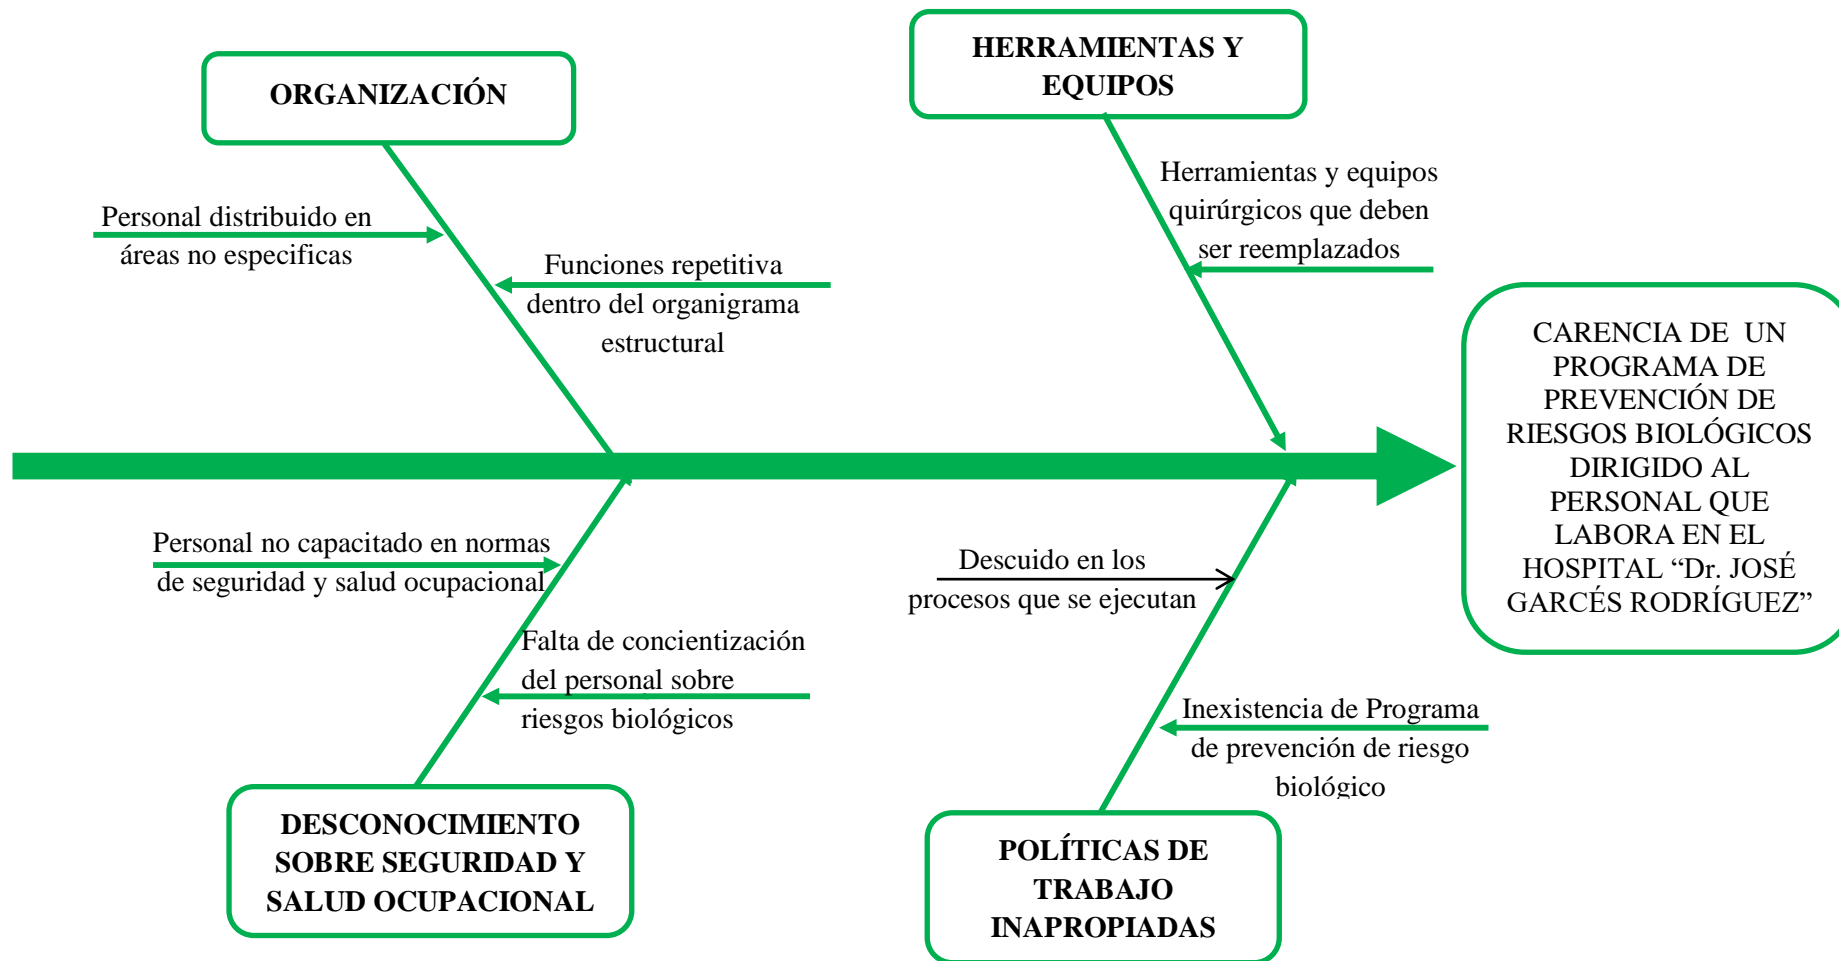 ORGANIZACIÓN
HERRAMIENTAS Y
EQUIPOS
Personal distribuido en
áreas no especificas
Funciones repetitiva
dentro del organigrama
estructural
Herramientas y equipos
quirúrgicos que deben
ser reemplazados
CARENCIA DE UN
PROGRAMA DE
PREVENCIÓN DE
RIESGOS BIOLÓGICOS
DIRIGIDO AL
PERSONAL QUE
LABORA EN EL
HOSPITAL “Dr. JOSÉ
GARCÉS RODRÍGUEZ”
Personal no capacitado en normas
de seguridad y salud ocupacional
Falta de concientización
del personal sobre
riesgos biológicos
Descuido en los
procesos que se ejecutan
Inexistencia de Programa
de prevención de riesgo
biológico
DESCONOCIMIENTO
SOBRE SEGURIDAD Y
SALUD OCUPACIONAL
POLÍTICAS DE
TRABAJO
INAPROPIADAS